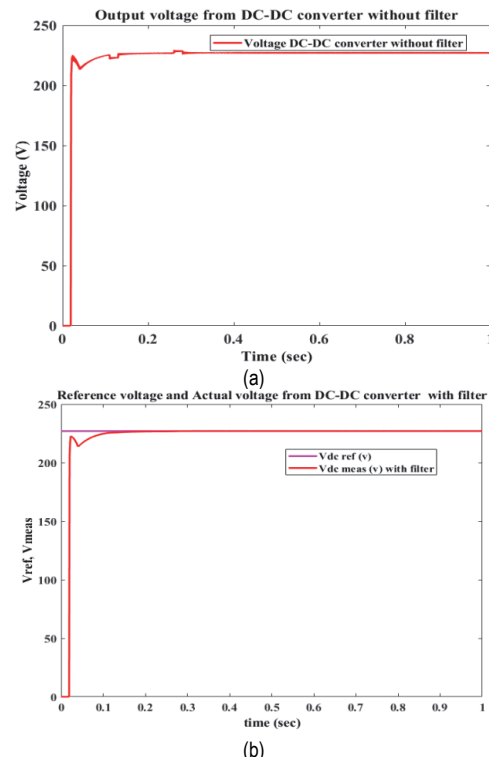 Output voltage from DC-DC converter without filter
250
Voltage DC-DC converter without filter
200
150
100
50
0
Voltage (V)
0 0.2 0.4 0.6 0.8 1
Time (sec)
(a)
Reference voltage and Actual voltage from DC-DC converter with filter
250
Vdc ref (v)
Vdc meas (v) with filter
200
150
100
50
0
Vref, Vmeas
0 0.1 0.2 0.3 0.4 0.5 0.6 0.7 0.8 0.9 1
time (sec)
(b)